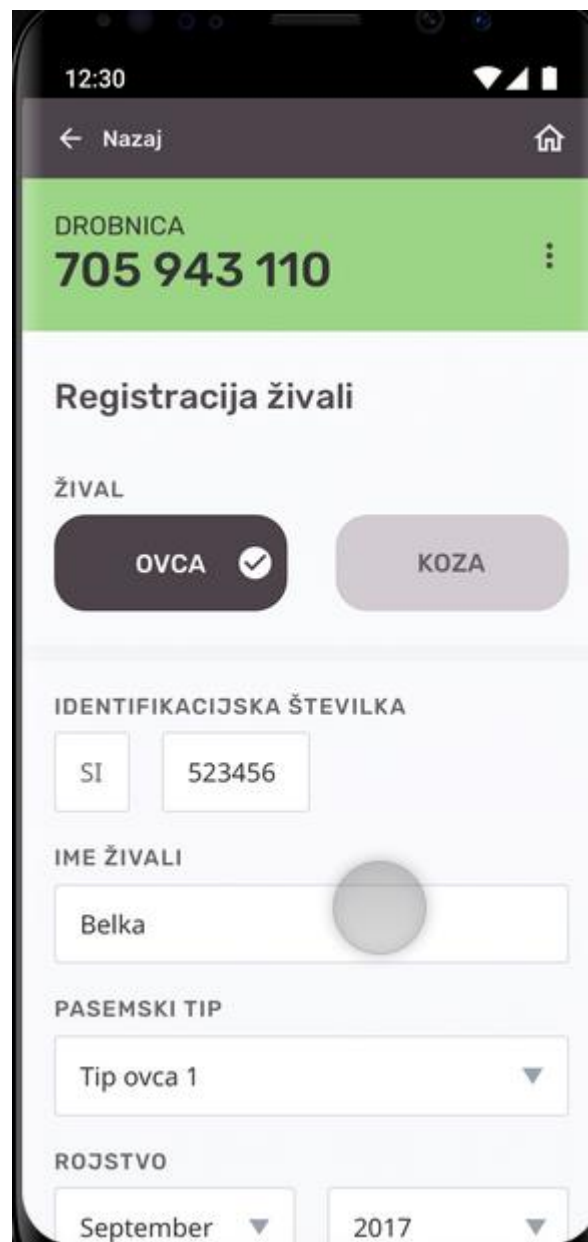 12:30
Nazaj
DROBNICA
705 943 110
Registracija živali
ŽIVAL
OVCA KOZA
IDENTIFIKACIJSKA ŠTEVILKA
SI 523456
IME ŽIVALI
Belka
PASEMSKI TIP
Tip ovca 1
ROJSTVO
September 2017